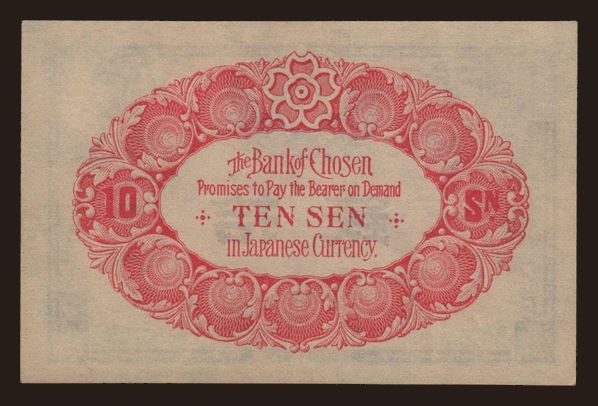 The Bank of Chosen
Promises to Pay the Bearer on Demand
10 TEN SEN SN
in Japanese Currency.